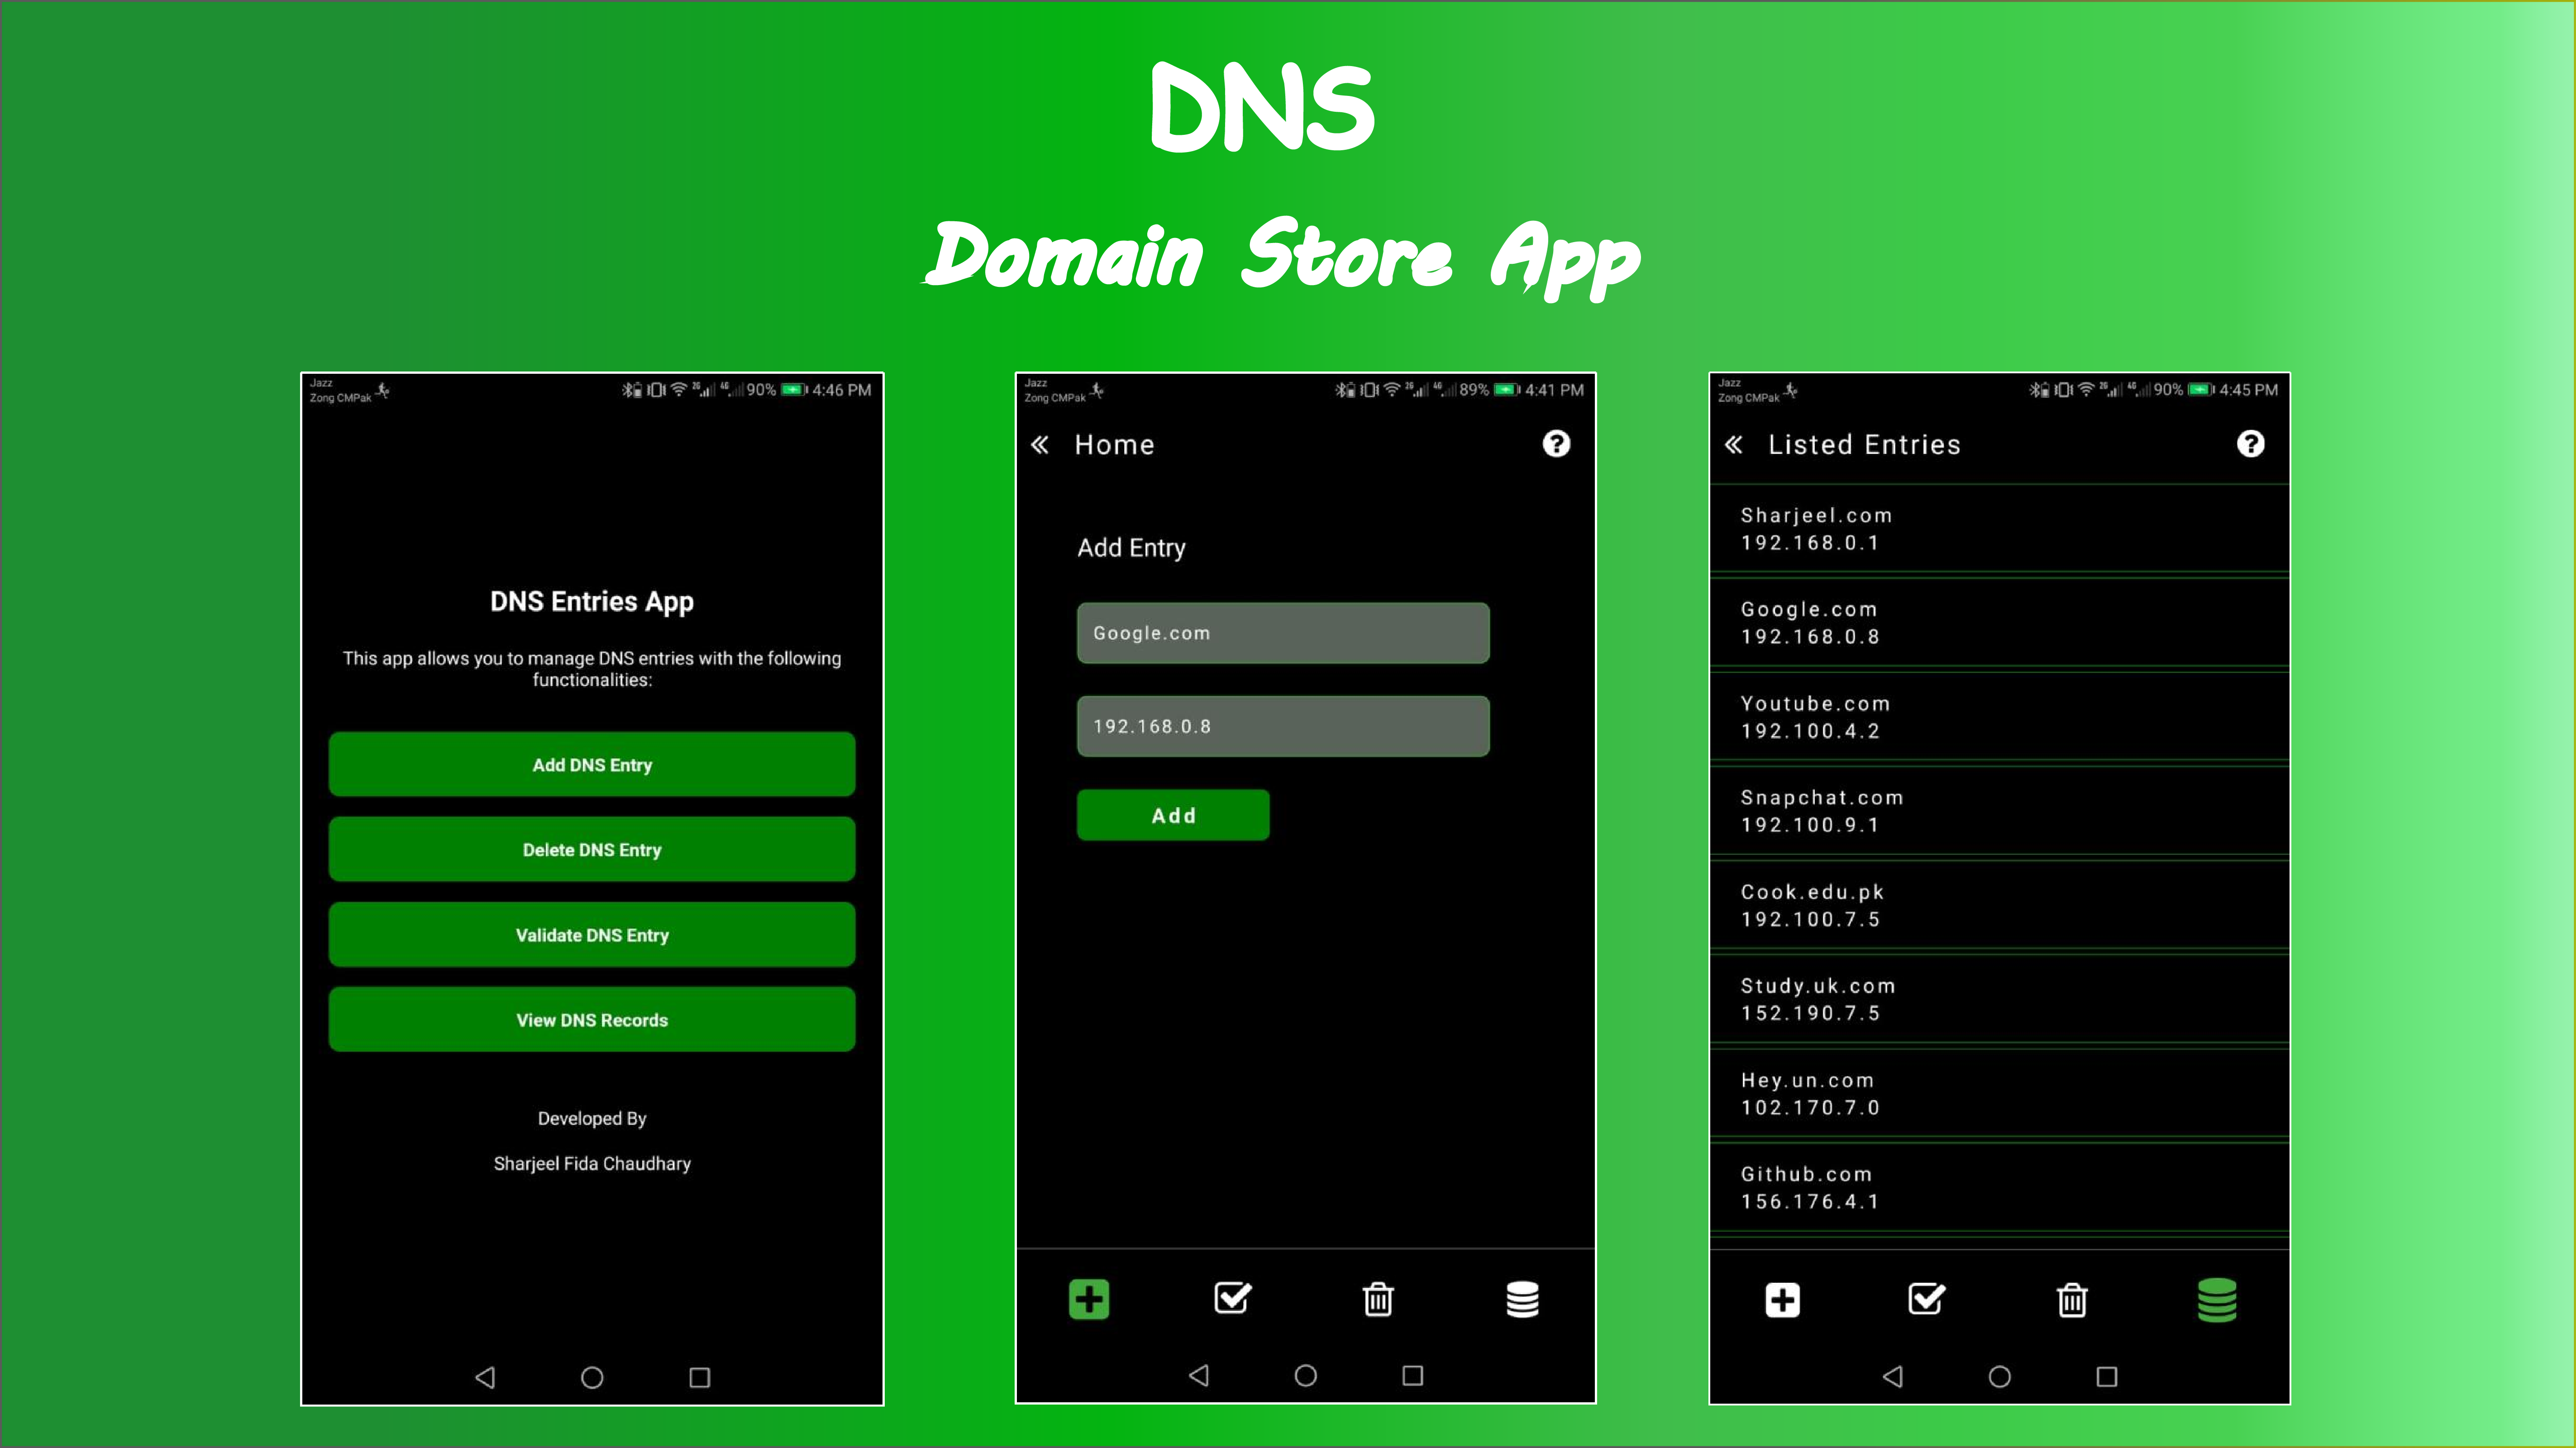 DNS
Domain Store App
Jazz
Zong CMPak
2G 4G 90% 4:46 PM
DNS Entries App
This app allows you to manage DNS entries with the following
functionalities:
Add DNS Entry
Delete DNS Entry
Validate DNS Entry
View DNS Records
Developed By
Sharjeel Fida Chaudhary
Jazz
Zong CMPak
2G 4G 89% 4:41 PM
Home
Add Entry
Google.com
192.168.0.8
Add
Jazz
Zong CMPak
2G 4G 90% 4:45 PM
Listed Entries
Sharjeel.com
192.168.0.1
Google.com
192.168.0.8
Youtube.com
192.100.4.2
Snapchat.com
192.100.9.1
Cook.edu.pk
192.100.7.5
Study.uk.com
152.190.7.5
Hey.un.com
102.170.7.0
Github.com
156.176.4.1